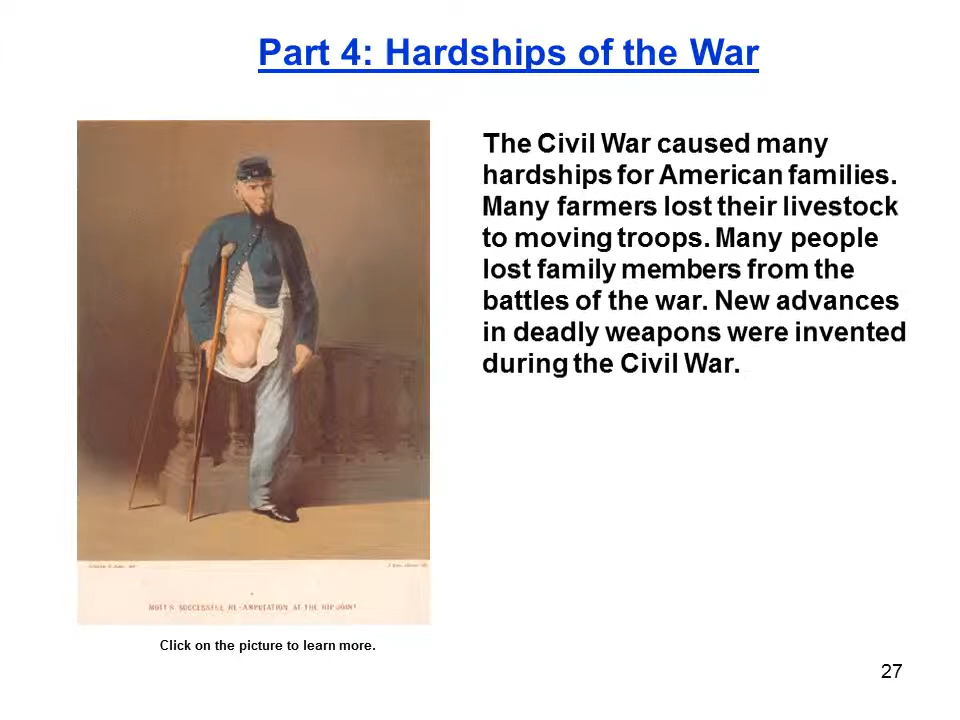 Part 4: Hardships of the War
The Civil War caused many
hardships for American families.
Many farmers lost their livestock
to moving troops. Many people
lost family members from the
battles of the war. New advances
in deadly weapons were invented
during the Civil War.
MOTT'S SUCCESSFUL RE-AMPUTATION AT THE HIP JOINT
Click on the picture to learn more.
27